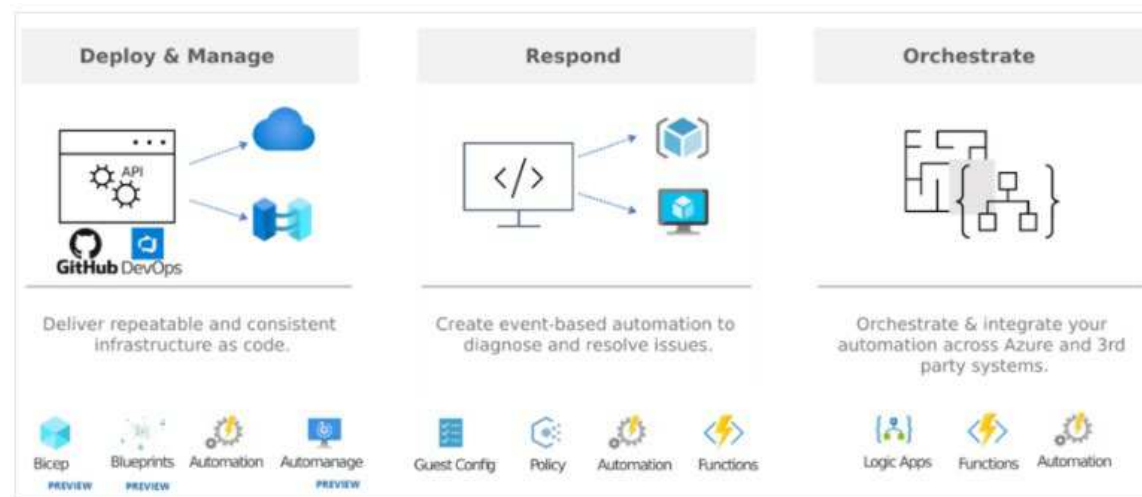 Deploy & Manage
API
GitHub DevOps
Deliver repeatable and consistent
infrastructure as code.
Bicep
PREVIEW
Blueprints
PREVIEW
Automation
Automanage
PREVIEW
Respond
</>
Create event-based automation to
diagnose and resolve issues.
Guest Config
Policy
Automation
Functions
Orchestrate
Orchestrate & integrate your
automation across Azure and 3rd
party systems.
Logic Apps
Functions
Automation